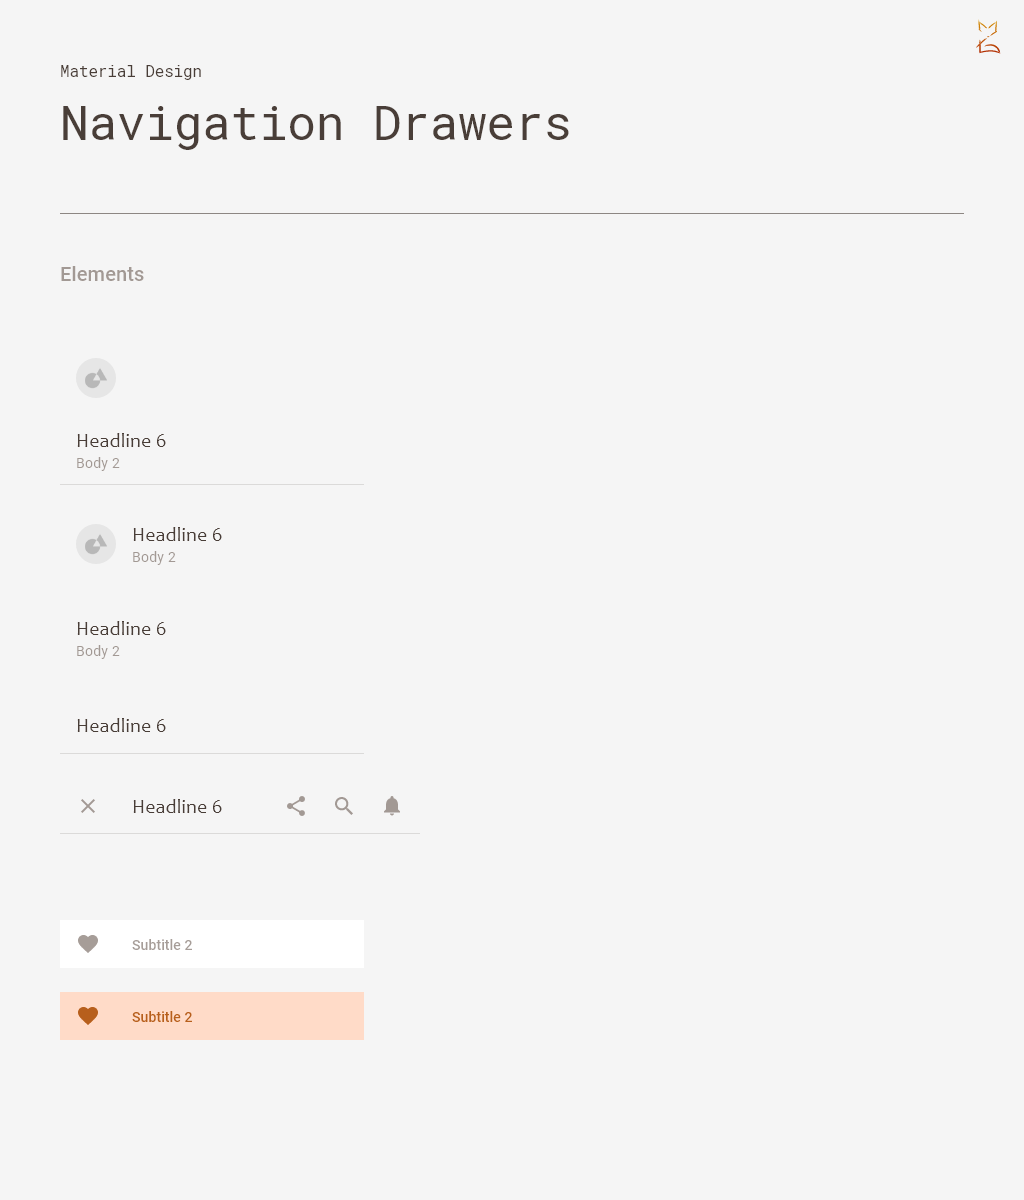 Material Design
Navigation Drawers
Elements
Headline 6
Body 2
Headline 6
Body 2
Headline 6
Body 2
Headline 6
Headline 6
Subtitle 2
Subtitle 2